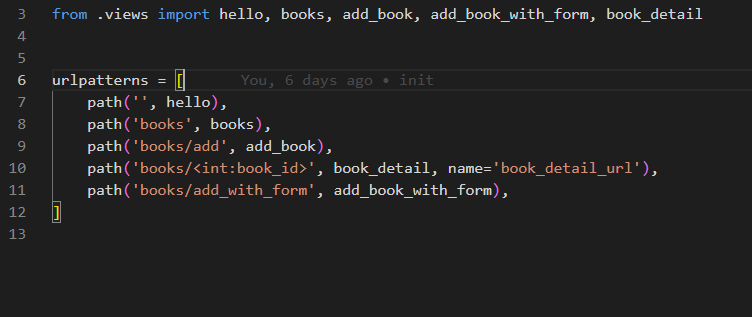 3 from .views import hello, books, add_book, add_book_with_form, book_detail
4
5
6 urlpatterns = [ You, 6 days ago • init
7 path('', hello),
8 path('books', books),
9 path('books/add', add_book),
10 path('books/<int:book_id>', book_detail, name='book_detail_url'),
11 path('books/add_with_form', add_book_with_form),
12 ]
13